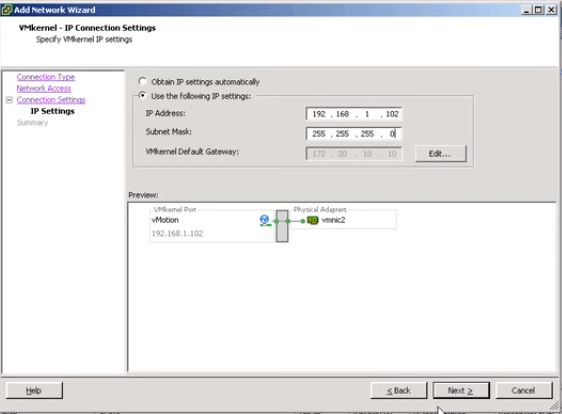 Add Network Wizard
VMkernel - IP Connection Settings
Specify VMkernel IP settings
Connection Type
Network Access
Connection Settings
IP Settings
Summary
Obtain IP settings automatically
Use the following IP settings:
IP Address: 192 . 168 . 1 . 102
Subnet Mask: 255 . 255 . 255 . 0
VMkernel Default Gateway: 172 . 20 . 10 . 10 Edit...
Preview:
VMkernel Port Physical Adapters
vMotion vmnic2
192.168.1.102
Help < Back Next > Cancel